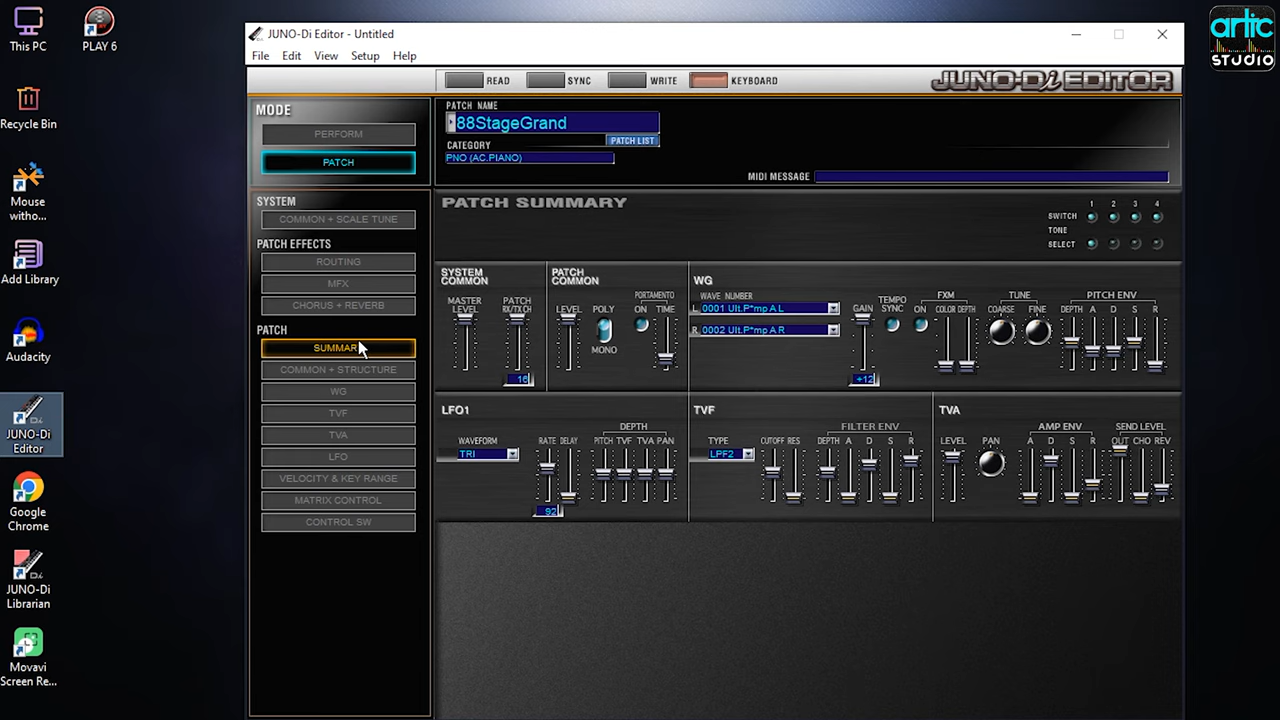 This PC
PLAY 6
Recycle Bin
Mouse
witho...
Add Library
Audacity
JUNO-Di
Editor
Google
Chrome
JUNO-Di
Librarian
Movavi
Screen Re...
artic
STUDIO
JUNO-Di Editor - Untitled
File Edit View Setup Help
READ SYNC WRITE KEYBOARD
JUNO-Di EDITOR
MODE
PERFORM
PATCH
SYSTEM
COMMON + SCALE TUNE
PATCH EFFECTS
ROUTING
MFX
CHORUS + REVERB
PATCH
SUMMARY
COMMON + STRUCTURE
WG
TVF
TVA
LFO
VELOCITY & KEY RANGE
MATRIX CONTROL
CONTROL SW
PATCH NAME
88StageGrand
PATCH LIST
CATEGORY
PNO (AC.PIANO)
MIDI MESSAGE
PATCH SUMMARY
1 2 3 4
SWITCH
TONE
SELECT
SYSTEM
COMMON
MASTER
LEVEL
PATCH
RX/TX CH
16
PATCH
COMMON
LEVEL
POLY
MONO
PORTAMENTO
ON TIME
WG
WAVE NUMBER
L 0001 Ult.P*mp A L
R 0002 Ult.P*mp A R
GAIN
+12
TEMPO
SYNC
FXM
ON COLOR DEPTH
TUNE
COARSE FINE
PITCH ENV
DEPTH A D S R
LFO1
WAVEFORM
TRI
RATE DELAY
92
DEPTH
PITCH TVF TVA PAN
TVF
TYPE
LPF2
CUTOFF RES
FILTER ENV
DEPTH A D S R
TVA
LEVEL PAN
AMP ENV
A D S R
SEND LEVEL
OUT CHO REV